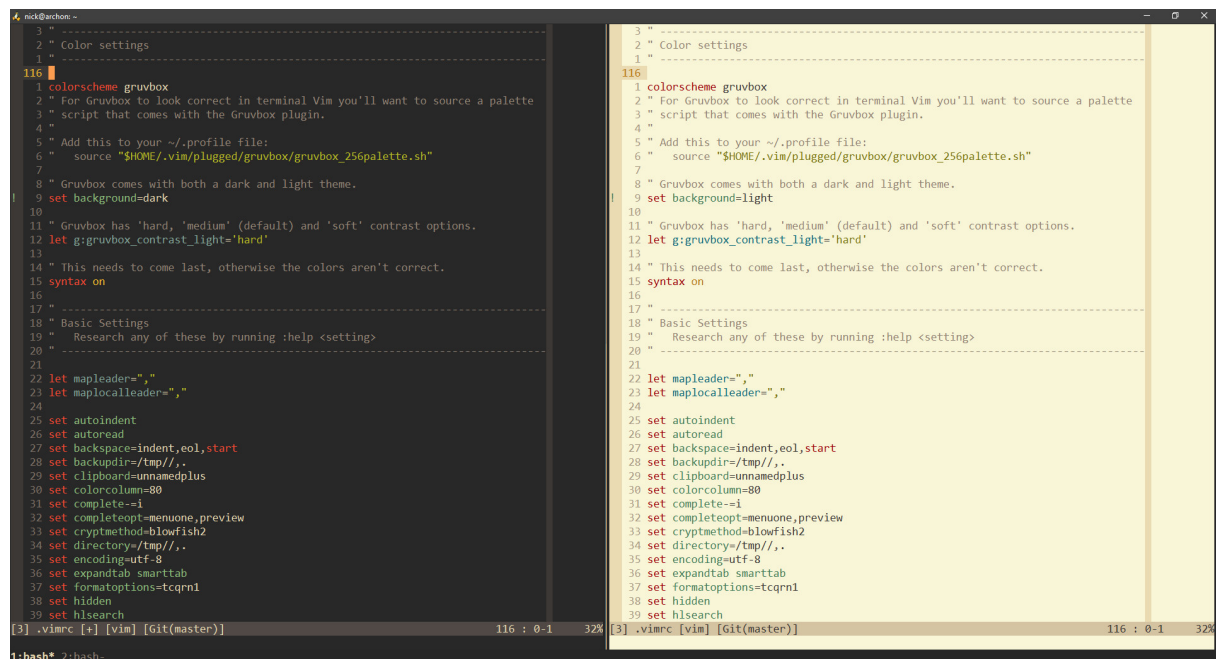 nick@archon: ~
3 " ------------------------------------------------------------------------------
2 " Color settings
1 " ------------------------------------------------------------------------------
116
1 colorscheme gruvbox
2 " For Gruvbox to look correct in terminal Vim you'll want to source a palette
3 " script that comes with the Gruvbox plugin.
4 "
5 " Add this to your ~/.profile file:
6 "   source "$HOME/.vim/plugged/gruvbox/gruvbox_256palette.sh"
7
8 " Gruvbox comes with both a dark and light theme.
! 9 set background=dark
10
11 " Gruvbox has 'hard, 'medium' (default) and 'soft' contrast options.
12 let g:gruvbox_contrast_light='hard'
13
14 " This needs to come last, otherwise the colors aren't correct.
15 syntax on
16
17 " ------------------------------------------------------------------------------
18 " Basic Settings
19 "   Research any of these by running :help <setting>
20 " ------------------------------------------------------------------------------
21
22 let mapleader=","
23 let maplocalleader=","
24
25 set autoindent
26 set autoread
27 set backspace=indent,eol,start
28 set backupdir=/tmp//,.
29 set clipboard=unnamedplus
30 set colorcolumn=80
31 set complete-=i
32 set completeopt=menuone,preview
33 set cryptmethod=blowfish2
34 set directory=/tmp//,.
35 set encoding=utf-8
36 set expandtab smarttab
37 set formatoptions=tcqrn1
38 set hidden
39 set hlsearch
[3] .vimrc [+] [vim] [Git(master)] 116 : 0-1 32%
3 " ------------------------------------------------------------------------------
2 " Color settings
1 " ------------------------------------------------------------------------------
116
1 colorscheme gruvbox
2 " For Gruvbox to look correct in terminal Vim you'll want to source a palette
3 " script that comes with the Gruvbox plugin.
4 "
5 " Add this to your ~/.profile file:
6 "   source "$HOME/.vim/plugged/gruvbox/gruvbox_256palette.sh"
7
8 " Gruvbox comes with both a dark and light theme.
! 9 set background=light
10
11 " Gruvbox has 'hard, 'medium' (default) and 'soft' contrast options.
12 let g:gruvbox_contrast_light='hard'
13
14 " This needs to come last, otherwise the colors aren't correct.
15 syntax on
16
17 " ------------------------------------------------------------------------------
18 " Basic Settings
19 "   Research any of these by running :help <setting>
20 " ------------------------------------------------------------------------------
21
22 let mapleader=","
23 let maplocalleader=","
24
25 set autoindent
26 set autoread
27 set backspace=indent,eol,start
28 set backupdir=/tmp//,.
29 set clipboard=unnamedplus
30 set colorcolumn=80
31 set complete-=i
32 set completeopt=menuone,preview
33 set cryptmethod=blowfish2
34 set directory=/tmp//,.
35 set encoding=utf-8
36 set expandtab smarttab
37 set formatoptions=tcqrn1
38 set hidden
39 set hlsearch
[3] .vimrc [vim] [Git(master)] 116 : 0-1 32%
1:bash* 2:bash-